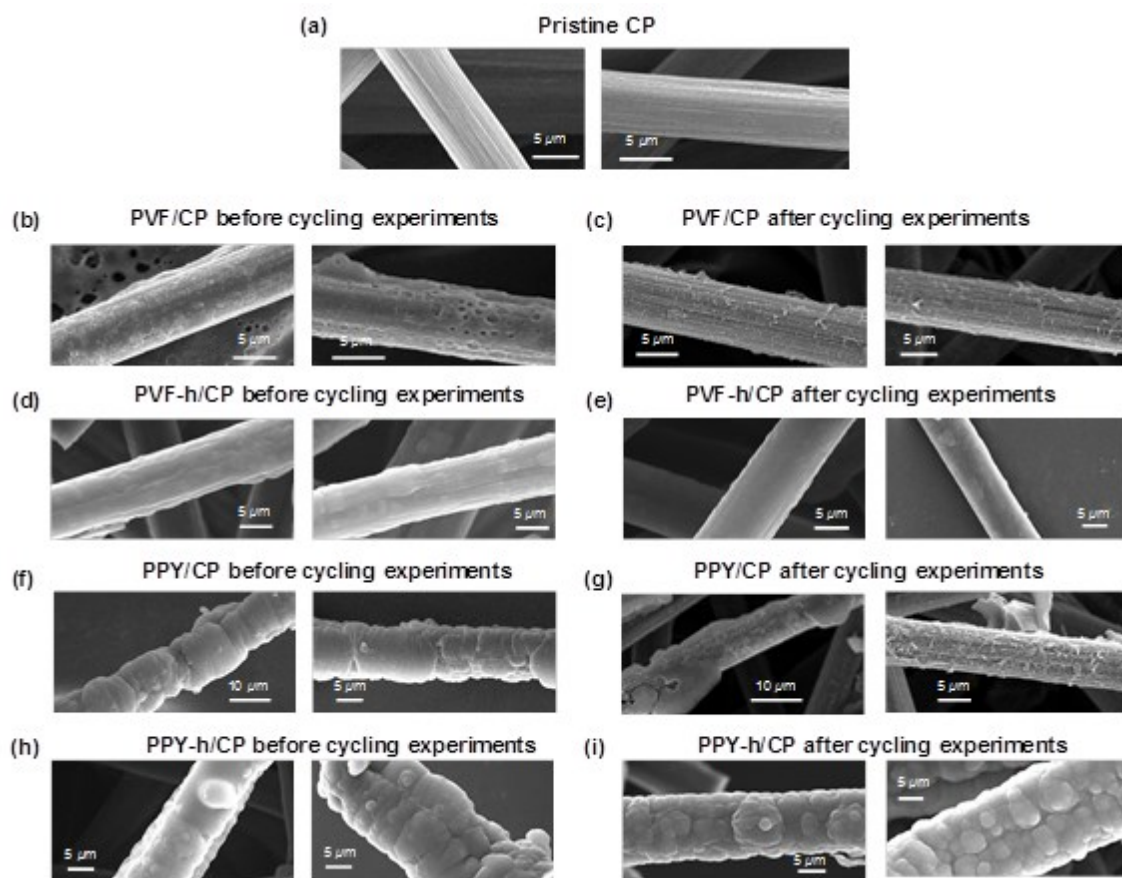 (a) Pristine CP
5 µm 5 µm
(b) PVF/CP before cycling experiments (c) PVF/CP after cycling experiments
5 µm 5 µm 5 µm 5 µm
(d) PVF-h/CP before cycling experiments (e) PVF-h/CP after cycling experiments
5 µm 5 µm 5 µm 5 µm
(f) PPY/CP before cycling experiments (g) PPY/CP after cycling experiments
10 µm 5 µm 10 µm 5 µm
(h) PPY-h/CP before cycling experiments (i) PPY-h/CP after cycling experiments
5 µm 5 µm 5 µm 5 µm